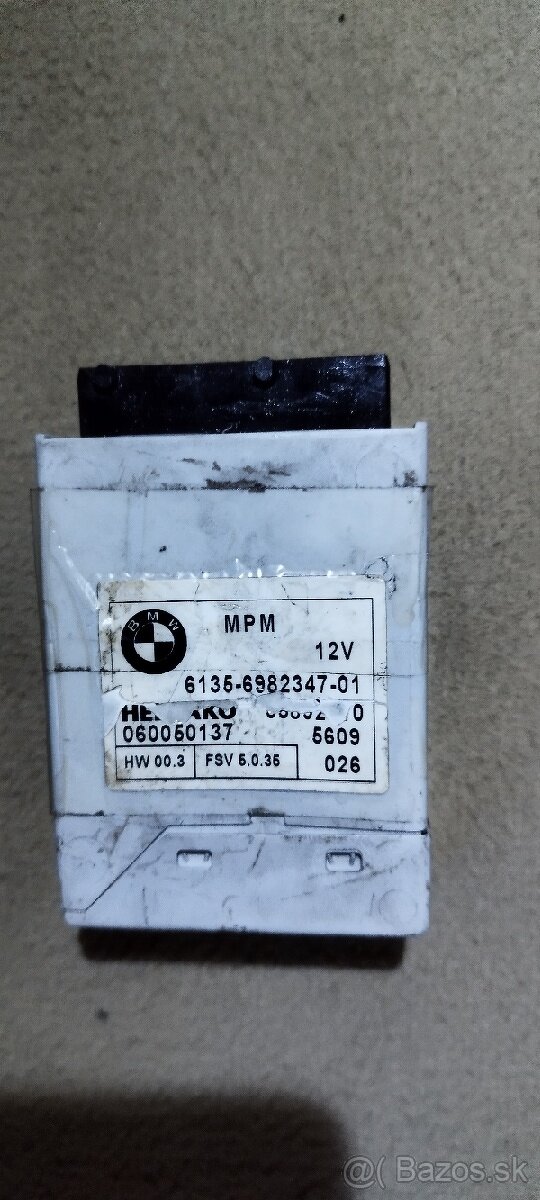 BMW
MPM
12V
6135-6982347-01
060050137 5609
HW 00.3 FSV 5.0.35 026
@( Bazos.sk